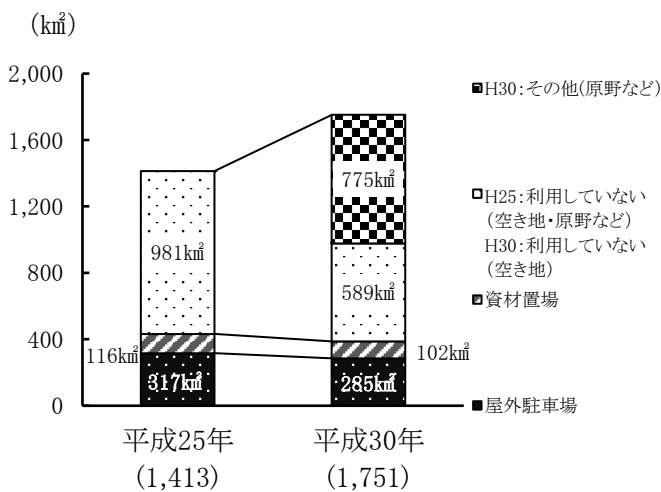 (k㎡)
2,000
1,600
1,200
800
400
0
981k㎡
116k㎡
317k㎡
775k㎡
589k㎡
102k㎡
285k㎡
平成25年
(1,413)
平成30年
(1,751)
H30：その他(原野など)
H25：利用していない
(空き地・原野など)
H30：利用していない
(空き地)
資材置場
屋外駐車場